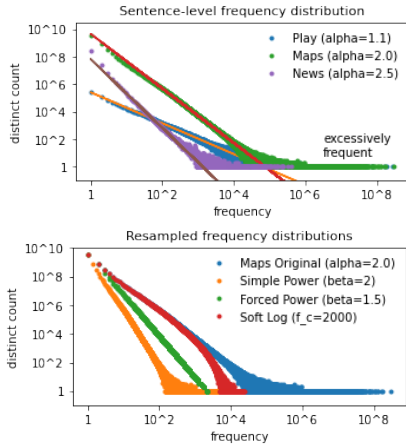 Sentence-level frequency distribution
10^10
10^8
10^6
10^4
10^2
1
distinct count
Play (alpha=1.1)
Maps (alpha=2.0)
News (alpha=2.5)
excessively
frequent
1
10^2
10^4
10^6
10^8
frequency
Resampled frequency distributions
10^10
10^8
10^6
10^4
10^2
1
distinct count
Maps Original (alpha=2.0)
Simple Power (beta=2)
Forced Power (beta=1.5)
Soft Log (f_c=2000)
1
10^2
10^4
10^6
10^8
frequency